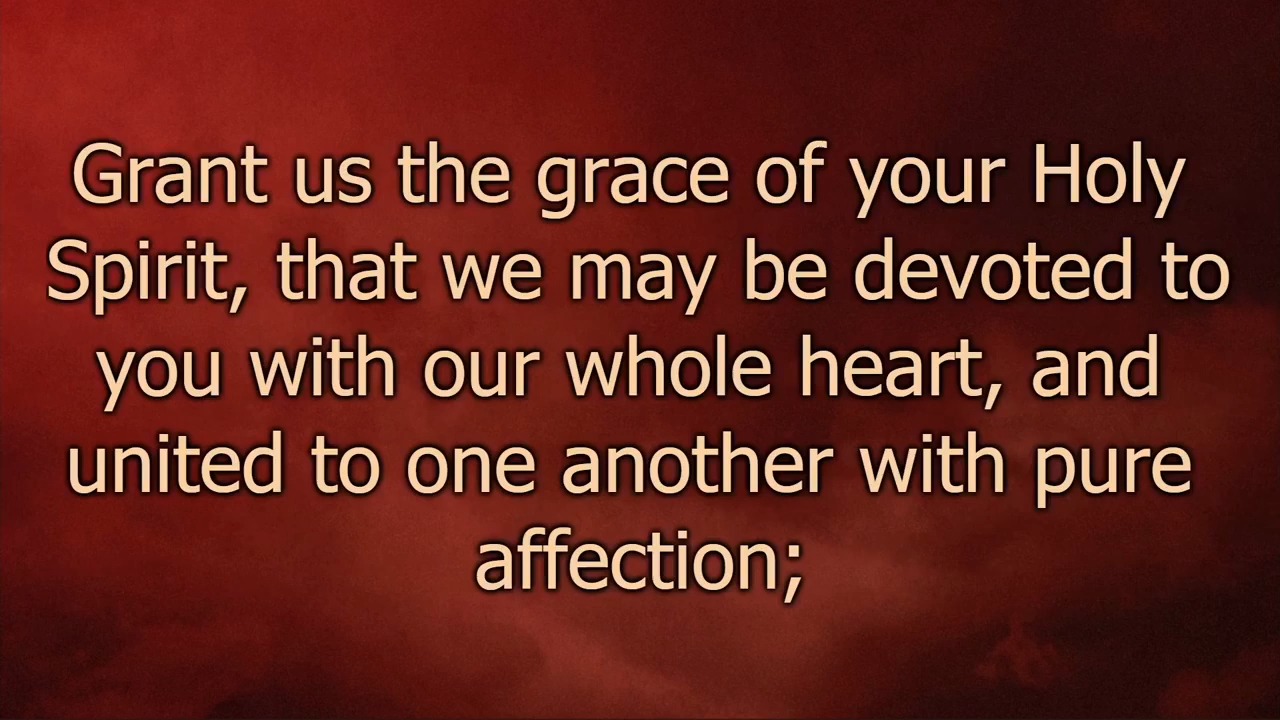 Grant us the grace of your Holy
Spirit, that we may be devoted to
you with our whole heart, and
united to one another with pure
affection;